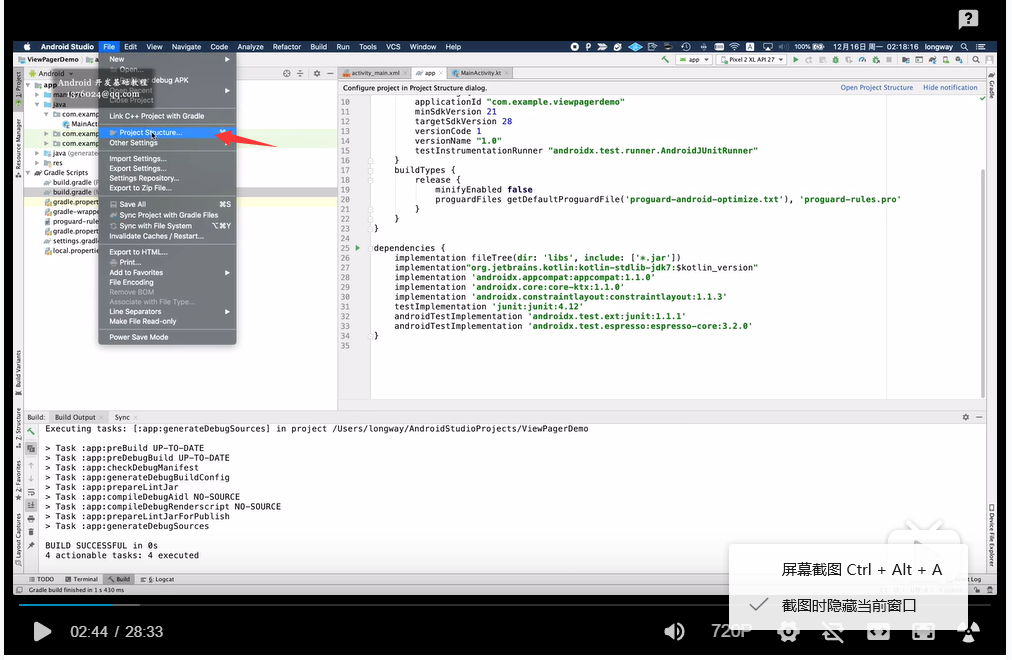 ?
Android Studio File Edit View Navigate Code Analyze Refactor Build Run Tools VCS Window Help 100% 12月16日 周一 02:18:16 longway
ViewPagerDemo app Pixel 2 XL API 27
Android activity_main.xml app MainActivity.kt
Configure project in Project Structure dialog. Open Project Structure Hide notification
New
Open...
debug APK
Android 开发基础教程
1376024@qq.com
Close Project
Link C++ Project with Gradle
Project Structure...
Other Settings
Import Settings...
Export Settings...
Settings Repository...
Export to Zip File...
Save All ⌘S
Sync Project with Gradle Files
Sync with File System ⌥⌘Y
Invalidate Caches / Restart...
Export to HTML...
Print...
Add to Favorites
File Encoding
Remove BOM
Associate with File Type...
Line Separators
Make File Read-only
Power Save Mode
app
java
com.examp
MainActi
com.examp
com.examp
java (generate
res
Gradle Scripts
build.gradle (
build.gradle (
gradle.propert
gradle-wrappe
proguard-rule
gradle.propert
settings.gradl
local.propertie
1: Project
Resource Manager
Build Variants
Z: Structure
2: Favorites
Layout Captures
Gradle
Device File Explorer
10 applicationId "com.example.viewpagerdemo"
11 minSdkVersion 21
12 targetSdkVersion 28
13 versionCode 1
14 versionName "1.0"
15 testInstrumentationRunner "androidx.test.runner.AndroidJUnitRunner"
16 }
17 buildTypes {
18 release {
19 minifyEnabled false
20 proguardFiles getDefaultProguardFile('proguard-android-optimize.txt'), 'proguard-rules.pro'
21 }
22 }
23 }
24
25 dependencies {
26 implementation fileTree(dir: 'libs', include: ['*.jar'])
27 implementation"org.jetbrains.kotlin:kotlin-stdlib-jdk7:$kotlin_version"
28 implementation 'androidx.appcompat:appcompat:1.1.0'
29 implementation 'androidx.core:core-ktx:1.1.0'
30 implementation 'androidx.constraintlayout:constraintlayout:1.1.3'
31 testImplementation 'junit:junit:4.12'
32 androidTestImplementation 'androidx.test.ext:junit:1.1.1'
33 androidTestImplementation 'androidx.test.espresso:espresso-core:3.2.0'
34 }
35
Build: Build Output Sync
Executing tasks: [:app:generateDebugSources] in project /Users/longway/AndroidStudioProjects/ViewPagerDemo
> Task :app:preBuild UP-TO-DATE
> Task :app:preDebugBuild UP-TO-DATE
> Task :app:checkDebugManifest
> Task :app:generateDebugBuildConfig
> Task :app:prepareLintJar
> Task :app:compileDebugAidl NO-SOURCE
> Task :app:compileDebugRenderscript NO-SOURCE
> Task :app:prepareLintJarForPublish
> Task :app:generateDebugSources
BUILD SUCCESSFUL in 0s
4 actionable tasks: 4 executed
TODO Terminal Build 6: Logcat
Gradle build finished in 1 s 430 ms
屏幕截图 Ctrl + Alt + A
截图时隐藏当前窗口
02:44 / 28:33 720P